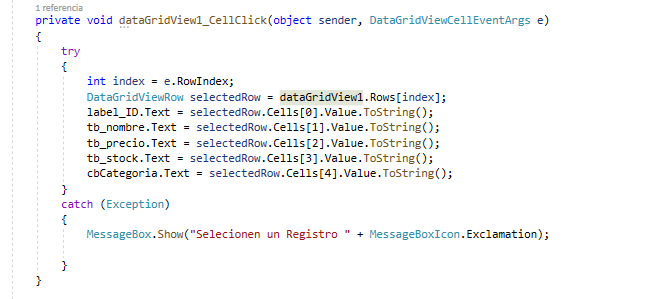 1 referencia
private void dataGridView1_CellClick(object sender, DataGridViewCellEventArgs e)
{
try
{
int index = e.RowIndex;
DataGridViewRow selectedRow = dataGridView1.Rows[index];
label_ID.Text = selectedRow.Cells[0].Value.ToString();
tb_nombre.Text = selectedRow.Cells[1].Value.ToString();
tb_precio.Text = selectedRow.Cells[2].Value.ToString();
tb_stock.Text = selectedRow.Cells[3].Value.ToString();
cbCategoria.Text = selectedRow.Cells[4].Value.ToString();
}
catch (Exception)
{
MessageBox.Show("Selecionen un Registro " + MessageBoxIcon.Exclamation);
}
}